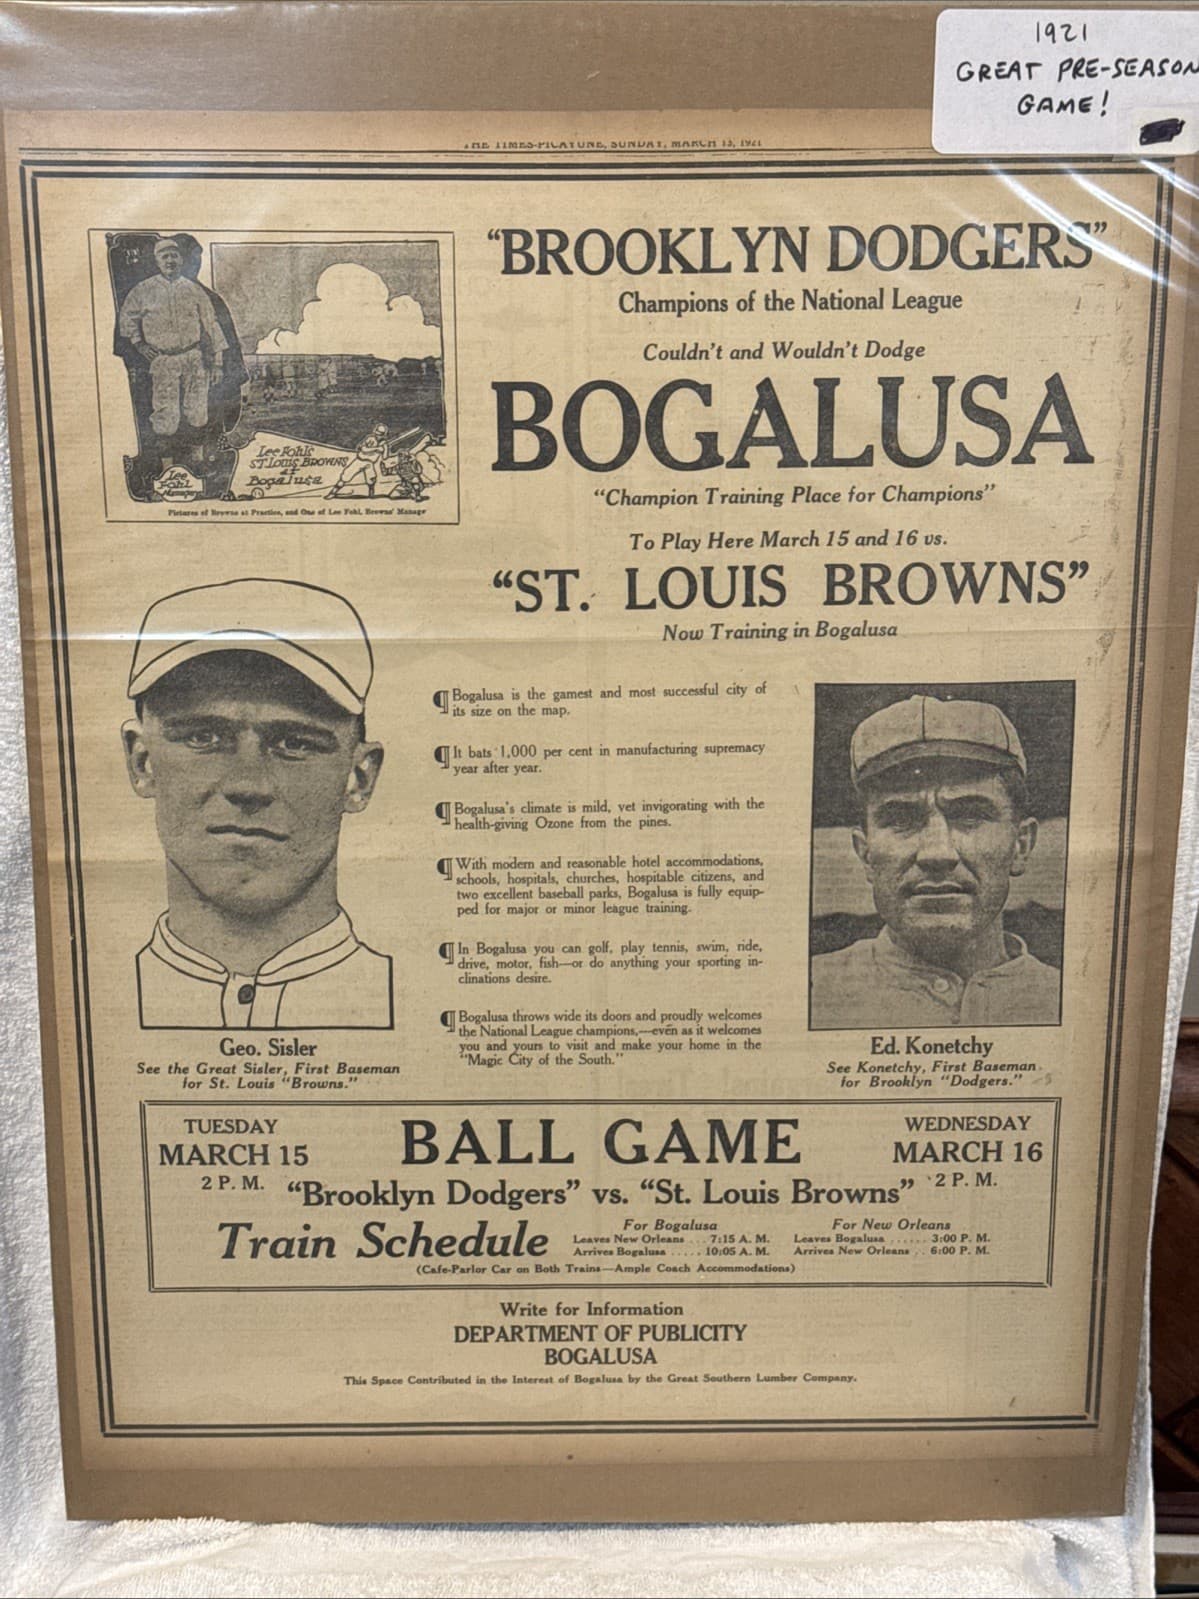 1921
GREAT PRE-SEASON
GAME!
THE TIMES-PICAYUNE, SUNDAY, MARCH 13, 1921
"BROOKLYN DODGERS"
Champions of the National League
Couldn't and Wouldn't Dodge
BOGALUSA
"Champion Training Place for Champions"
To Play Here March 15 and 16 vs.
"ST. LOUIS BROWNS"
Now Training in Bogalusa
Lee Fohl's
ST. Louis BROWNS
at
Bogalusa
Lee
Fohl
Manager
Pictures of Browns at Practice, and One of Lee Fohl, Browns' Manage
¶ Bogalusa is the gamest and most successful city of
its size on the map.
¶ It bats 1,000 per cent in manufacturing supremacy
year after year.
¶ Bogalusa's climate is mild, yet invigorating with the
health-giving Ozone from the pines.
¶ With modern and reasonable hotel accommodations,
schools, hospitals, churches, hospitable citizens, and
two excellent baseball parks, Bogalusa is fully equip-
ped for major or minor league training.
¶ In Bogalusa you can golf, play tennis, swim, ride,
drive, motor, fish—or do anything your sporting in-
clinations desire.
¶ Bogalusa throws wide its doors and proudly welcomes
the National League champions,—even as it welcomes
you and yours to visit and make your home in the
"Magic City of the South."
Geo. Sisler
See the Great Sisler, First Baseman
for St. Louis "Browns."
Ed. Konetchy
See Konetchy, First Baseman
for Brooklyn "Dodgers."
TUESDAY
MARCH 15
2 P. M.
BALL GAME
WEDNESDAY
MARCH 16
2 P. M.
"Brooklyn Dodgers" vs. "St. Louis Browns"
Train Schedule
For Bogalusa
Leaves New Orleans ... 7:15 A. M.
Arrives Bogalusa ..... 10:05 A. M.
For New Orleans
Leaves Bogalusa ...... 3:00 P. M.
Arrives New Orleans .. 6:00 P. M.
(Cafe-Parlor Car on Both Trains—Ample Coach Accommodations)
Write for Information
DEPARTMENT OF PUBLICITY
BOGALUSA
This Space Contributed in the Interest of Bogalusa by the Great Southern Lumber Company.